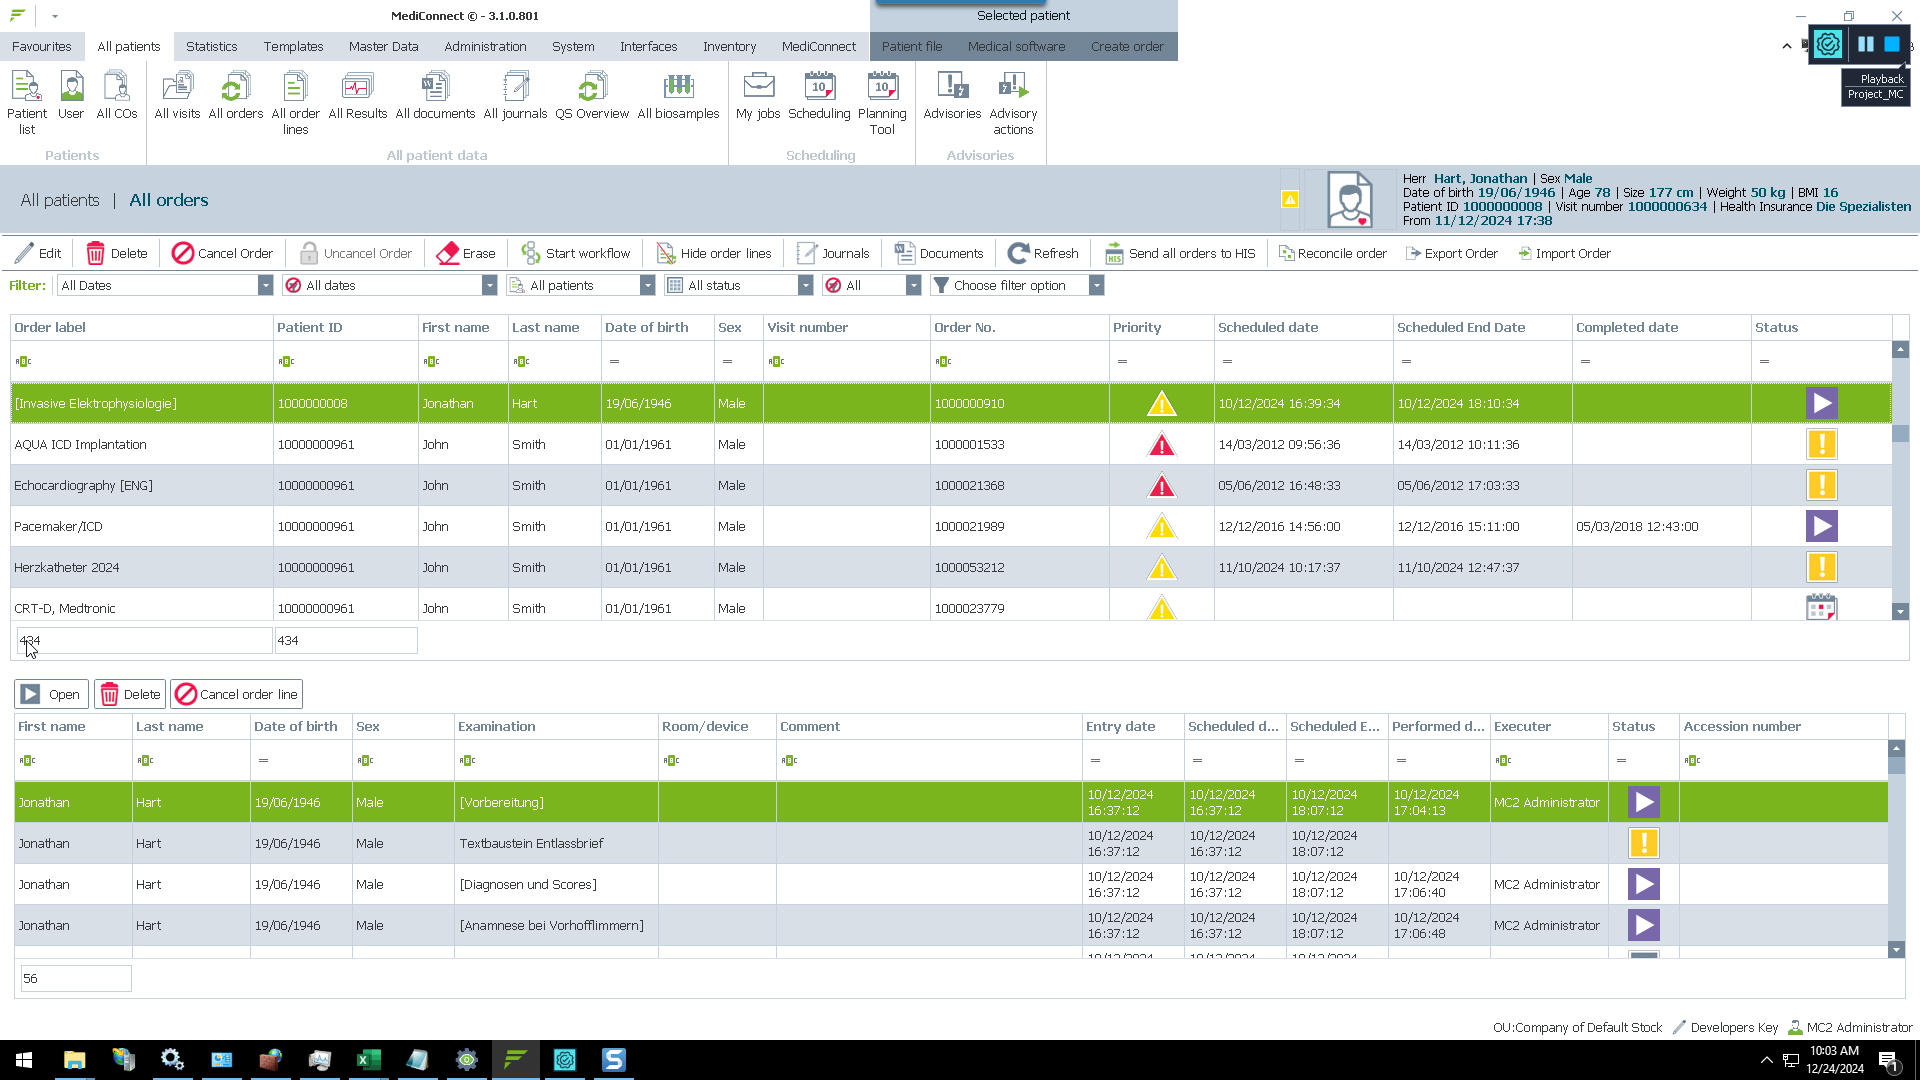 MediConnect © - 3.1.0.801
Selected patient
Favourites All patients Statistics Templates Master Data Administration System Interfaces Inventory MediConnect Patient file Medical software Create order
Playback
Project_MC
Patient list User All COs
Patients
All visits All orders All order lines All Results All documents All journals QS Overview All biosamples
All patient data
My jobs Scheduling Planning Tool
Scheduling
Advisories Advisory actions
Advisories
All patients | All orders
Herr Hart, Jonathan | Sex Male
Date of birth 19/06/1946 | Age 78 | Size 177 cm | Weight 50 kg | BMI 16
Patient ID 1000000008 | Visit number 1000000634 | Health Insurance Die Spezialisten
From 11/12/2024 17:38
Edit Delete Cancel Order Uncancel Order Erase Start workflow Hide order lines Journals Documents Refresh Send all orders to HIS Reconcile order Export Order Import Order
Filter: All Dates All dates All patients All status All Choose filter option
Order label Patient ID First name Last name Date of birth Sex Visit number Order No. Priority Scheduled date Scheduled End Date Completed date Status
[Invasive Elektrophysiologie] 1000000008 Jonathan Hart 19/06/1946 Male 1000000910 10/12/2024 16:39:34 10/12/2024 18:10:34
AQUA ICD Implantation 10000000961 John Smith 01/01/1961 Male 1000001533 14/03/2012 09:56:36 14/03/2012 10:11:36
Echocardiography [ENG] 10000000961 John Smith 01/01/1961 Male 1000021368 05/06/2012 16:48:33 05/06/2012 17:03:33
Pacemaker/ICD 10000000961 John Smith 01/01/1961 Male 1000021989 12/12/2016 14:56:00 12/12/2016 15:11:00 05/03/2018 12:43:00
Herzkatheter 2024 10000000961 John Smith 01/01/1961 Male 1000053212 11/10/2024 10:17:37 11/10/2024 12:47:37
CRT-D, Medtronic 10000000961 John Smith 01/01/1961 Male 1000023779
434 434
Open Delete Cancel order line
First name Last name Date of birth Sex Examination Room/device Comment Entry date Scheduled d... Scheduled E... Performed d... Executer Status Accession number
Jonathan Hart 19/06/1946 Male [Vorbereitung] 10/12/2024 16:37:12 10/12/2024 16:37:12 10/12/2024 18:07:12 10/12/2024 17:04:13 MC2 Administrator
Jonathan Hart 19/06/1946 Male Textbaustein Entlassbrief 10/12/2024 16:37:12 10/12/2024 16:37:12 10/12/2024 18:07:12
Jonathan Hart 19/06/1946 Male [Diagnosen und Scores] 10/12/2024 16:37:12 10/12/2024 16:37:12 10/12/2024 18:07:12 10/12/2024 17:06:40 MC2 Administrator
Jonathan Hart 19/06/1946 Male [Anamnese bei Vorhofflimmern] 10/12/2024 16:37:12 10/12/2024 16:37:12 10/12/2024 18:07:12 10/12/2024 17:06:48 MC2 Administrator
56
OU:Company of Default Stock Developers Key MC2 Administrator
10:03 AM
12/24/2024